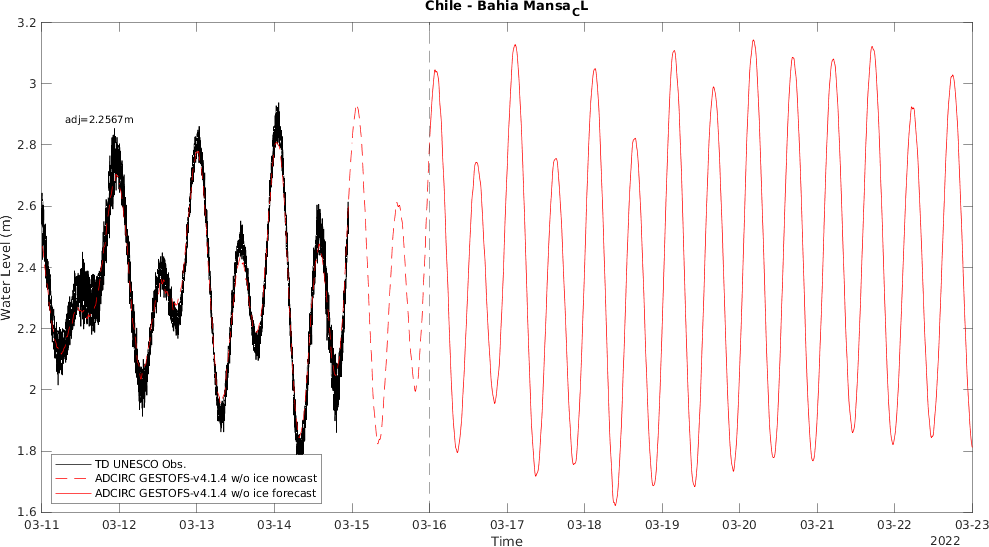 Chile - Bahia Mansa_CL
3.2
3
2.8
2.6
2.4
2.2
2
1.8
1.6
Water Level (m)
adj=2.2567m
TD UNESCO Obs.
ADCIRC GESTOFS-v4.1.4 w/o ice nowcast
ADCIRC GESTOFS-v4.1.4 w/o ice forecast
03-11 03-12 03-13 03-14 03-15 03-16 03-17 03-18 03-19 03-20 03-21 03-22 03-23
Time
2022